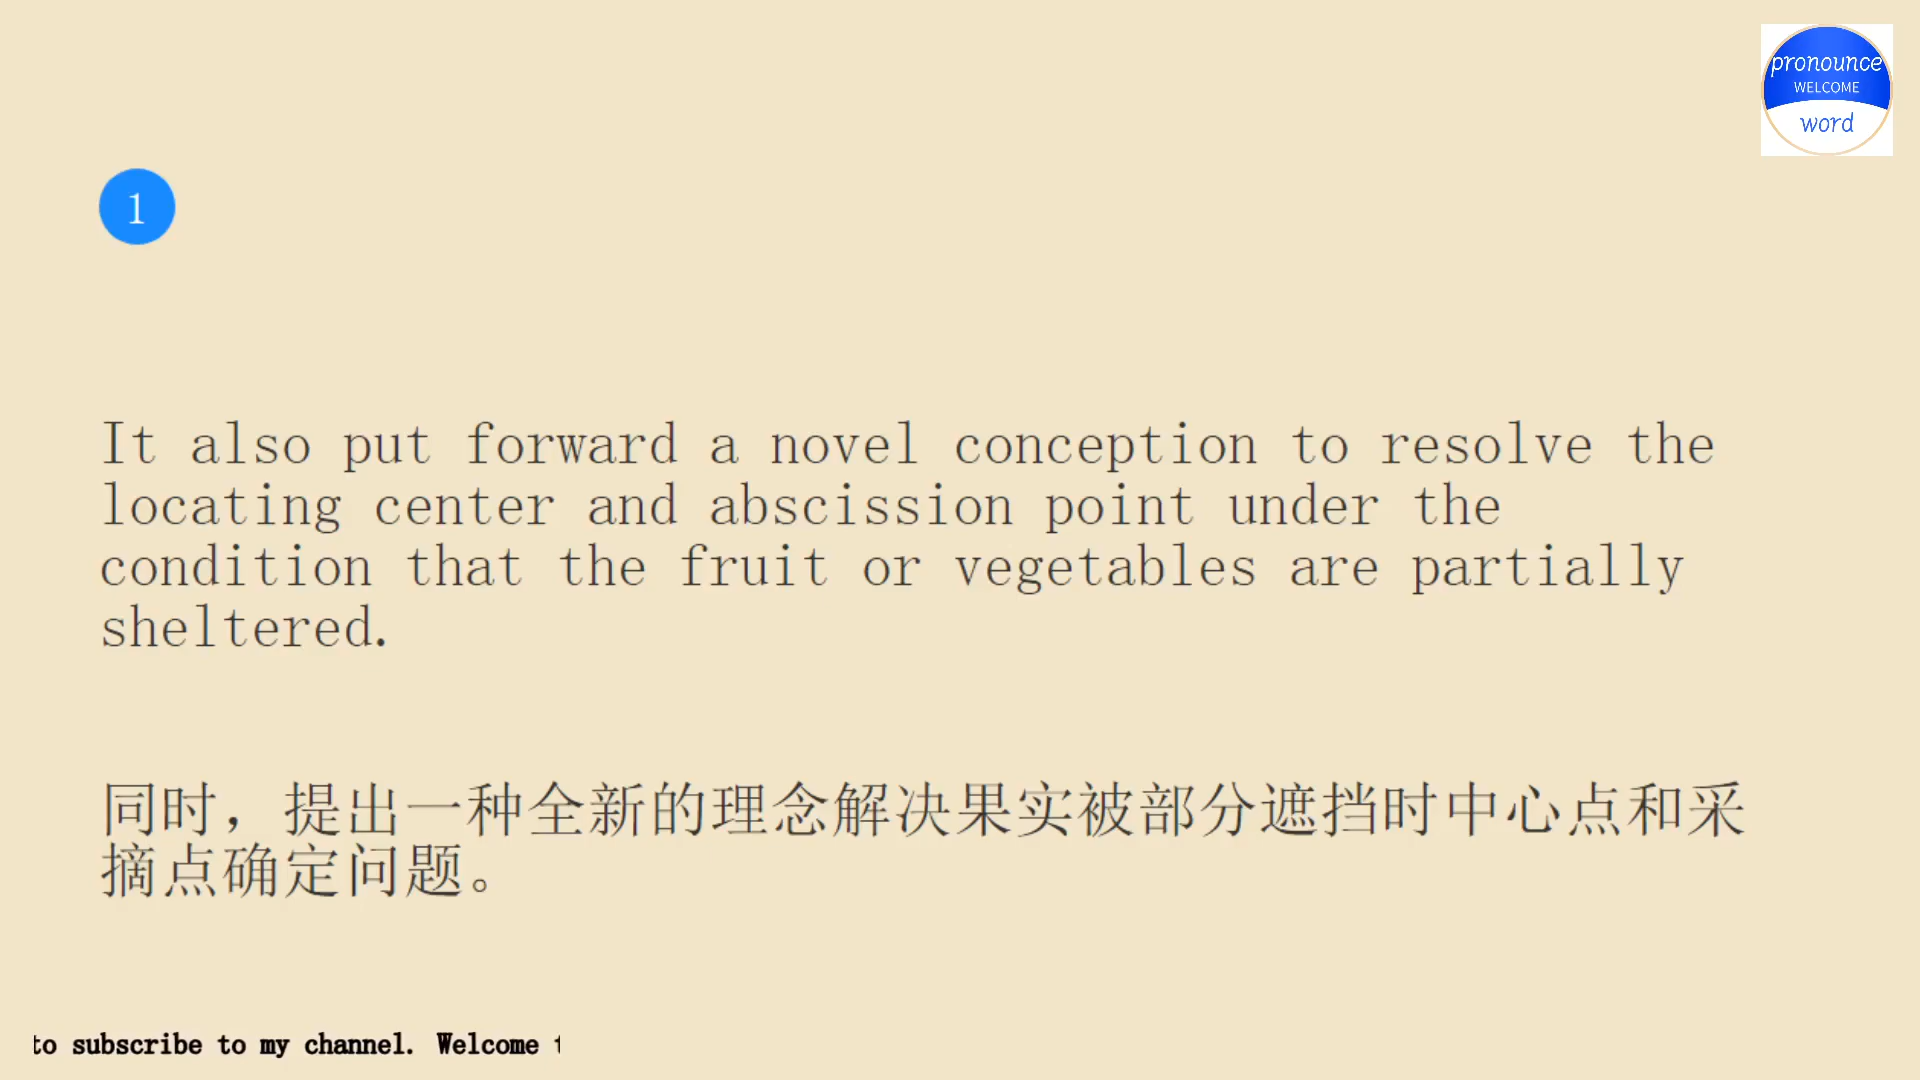 pronounce
WELCOME
word
1
It also put forward a novel conception to resolve the
locating center and abscission point under the
condition that the fruit or vegetables are partially
sheltered.
同时，提出一种全新的理念解决果实被部分遮挡时中心点和采
摘点确定问题。
to subscribe to my channel. Welcome